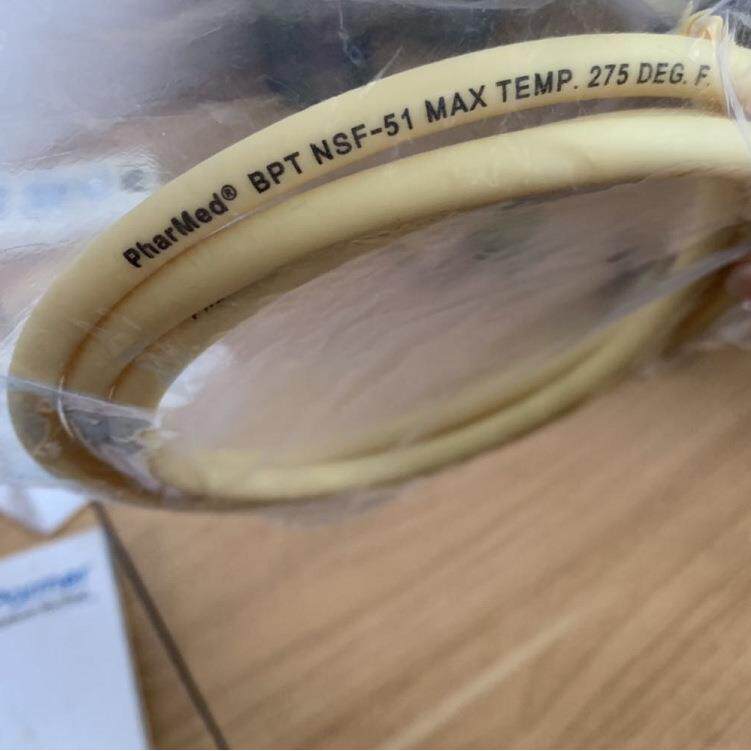 PharMed® BPT NSF-51 MAX TEMP. 275 DEG. F.